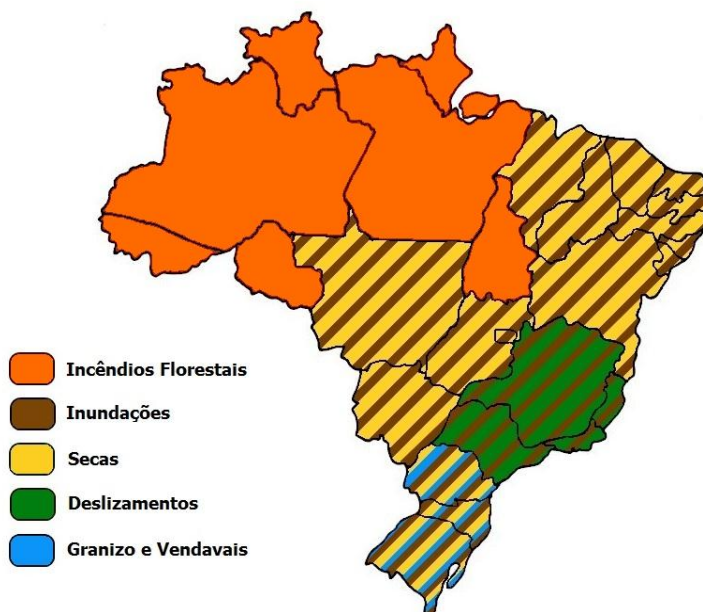 Incêndios Florestais
Inundações
Secas
Deslizamentos
Granizo e Vendavais